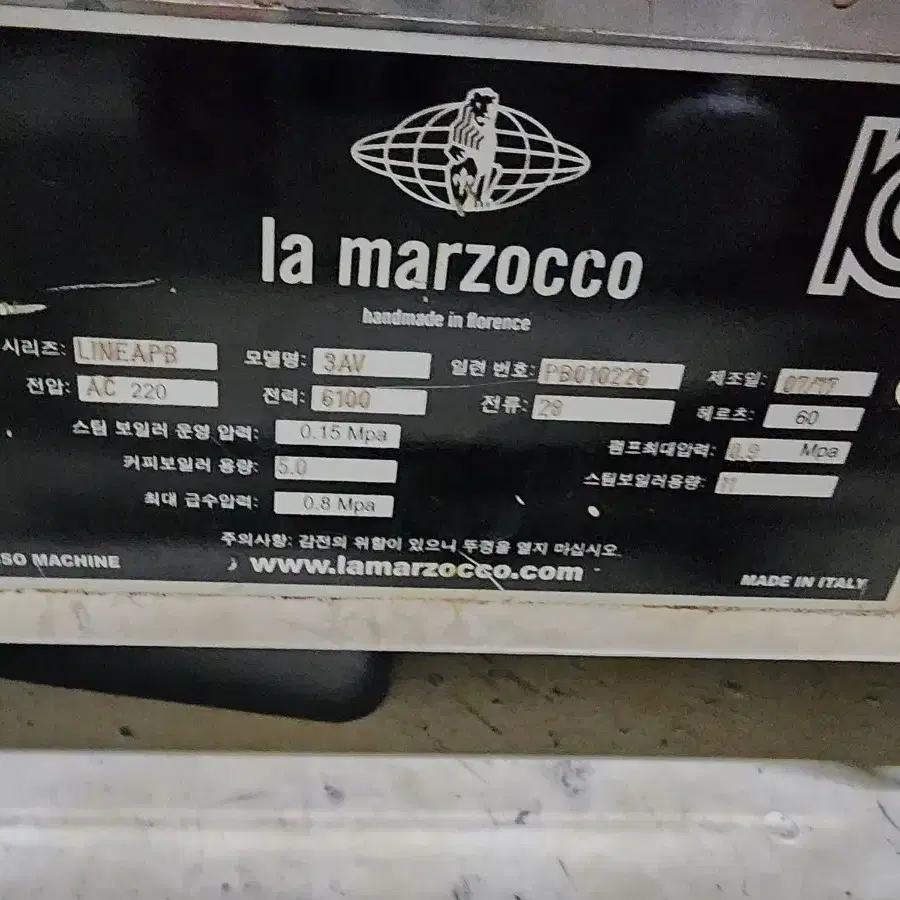 la marzocco
handmade in florence
시리즈: LINEAPB 모델명: 3AV 일련 번호: PB010226 제조일: 07/17
전압: AC 220 전력: 6100 전류: 28 헤르츠: 60
스팀 보일러 운영 압력: 0.15 Mpa 펌프최대압력: 0.9 Mpa
커피보일러 용량: 5.0 스팀보일러용량: 11
최대 급수압력: 0.8 Mpa
주의사항: 감전의 위험이 있으니 뚜껑을 열지 마십시오.
SO MACHINE www.lamarzocco.com MADE IN ITALY